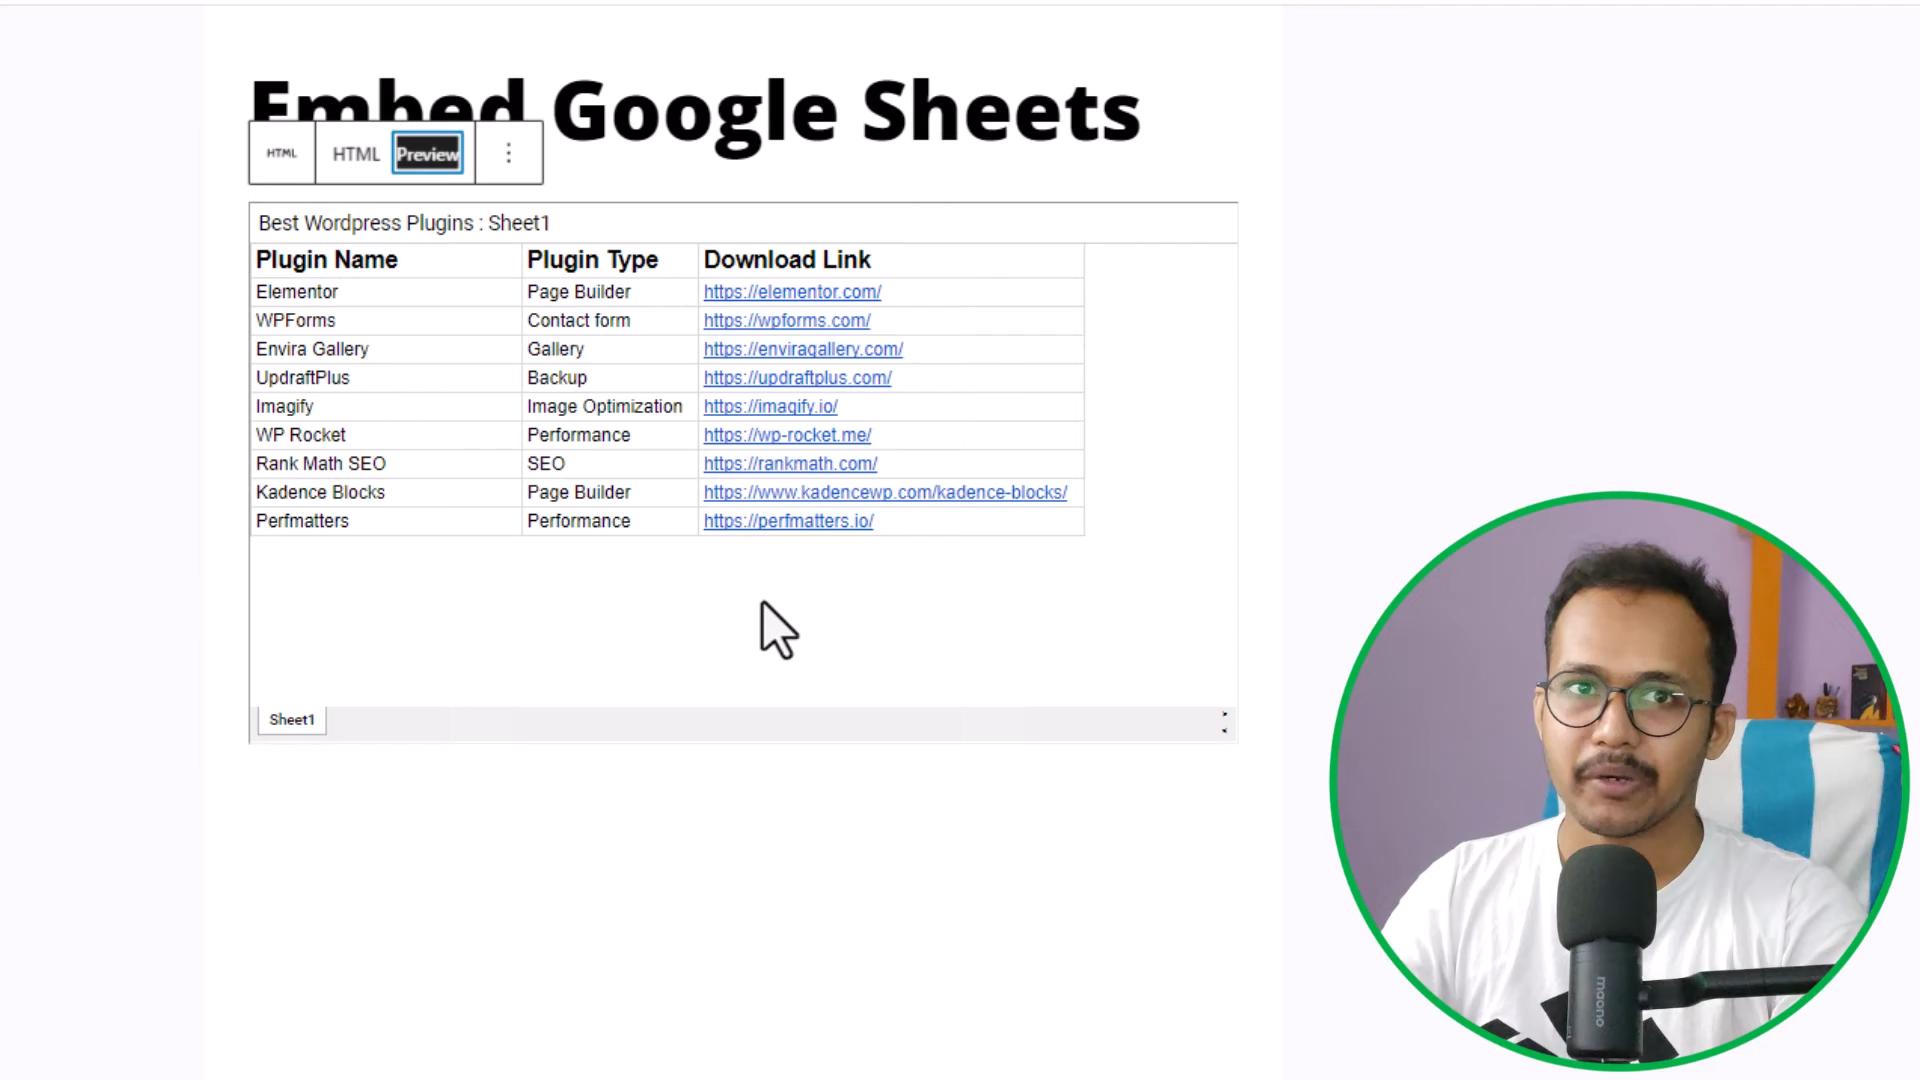 Embed Google Sheets
HTML HTML Preview
Best Wordpress Plugins : Sheet1
Plugin Name Plugin Type Download Link
Elementor Page Builder https://elementor.com/
WPForms Contact form https://wpforms.com/
Envira Gallery Gallery https://enviragallery.com/
UpdraftPlus Backup https://updraftplus.com/
Imagify Image Optimization https://imagify.io/
WP Rocket Performance https://wp-rocket.me/
Rank Math SEO SEO https://rankmath.com/
Kadence Blocks Page Builder https://www.kadencewp.com/kadence-blocks/
Perfmatters Performance https://perfmatters.io/
Sheet1
maono